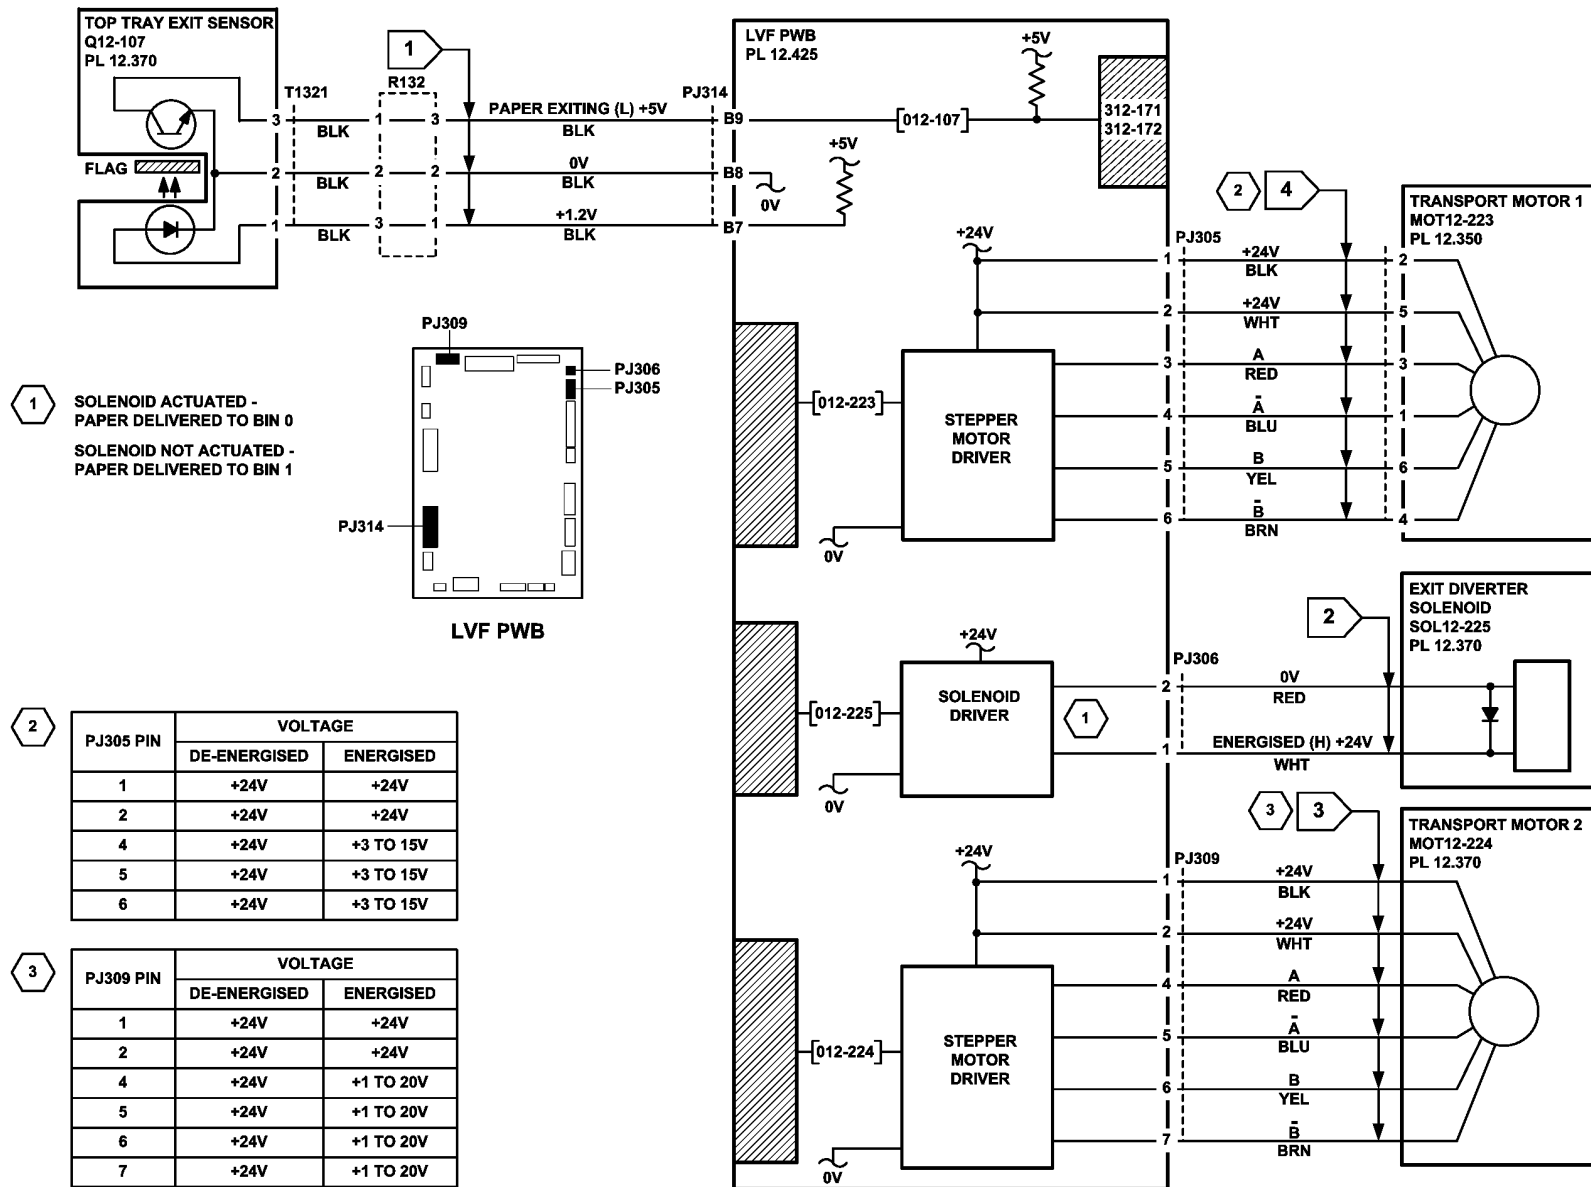 TOP TRAY EXIT SENSOR
Q12-107
PL 12.370
FLAG
3
2
1
T1321
BLK
BLK
BLK
R132
1
2
3
3
2
1
1
PAPER EXITING (L) +5V
BLK
0V
BLK
+1.2V
BLK
PJ314
B9
B8
B7
LVF PWB
PL 12.425
+5V
[012-107]
312-171
312-172
+5V
0V
1
SOLENOID ACTUATED -
PAPER DELIVERED TO BIN 0
SOLENOID NOT ACTUATED -
PAPER DELIVERED TO BIN 1
PJ309
PJ306
PJ305
PJ314
LVF PWB
+24V
[012-223]
STEPPER
MOTOR
DRIVER
0V
PJ305
1
2
3
4
5
6
+24V
BLK
+24V
WHT
A
RED
Ā
BLU
B
YEL
B̄
BRN
2
4
TRANSPORT MOTOR 1
MOT12-223
PL 12.350
2
5
3
1
6
4
+24V
[012-225]
SOLENOID
DRIVER
0V
1
PJ306
2
1
0V
RED
ENERGISED (H) +24V
WHT
2
EXIT DIVERTER
SOLENOID
SOL12-225
PL 12.370
+24V
[012-224]
STEPPER
MOTOR
DRIVER
0V
PJ309
1
2
4
5
6
7
+24V
BLK
+24V
WHT
A
RED
Ā
BLU
B
YEL
B̄
BRN
3
3
TRANSPORT MOTOR 2
MOT12-224
PL 12.370
2
PJ305 PIN VOLTAGE
DE-ENERGISED ENERGISED
1 +24V +24V
2 +24V +24V
4 +24V +3 TO 15V
5 +24V +3 TO 15V
6 +24V +3 TO 15V
3
PJ309 PIN VOLTAGE
DE-ENERGISED ENERGISED
1 +24V +24V
2 +24V +24V
4 +24V +1 TO 20V
5 +24V +1 TO 20V
6 +24V +1 TO 20V
7 +24V +1 TO 20V